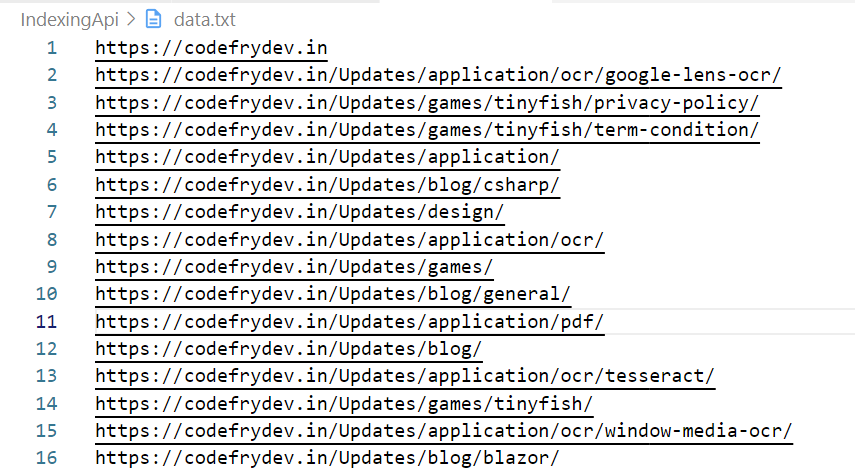 IndexingApi > data.txt
1 https://codefrydev.in
2 https://codefrydev.in/Updates/application/ocr/google-lens-ocr/
3 https://codefrydev.in/Updates/games/tinyfish/privacy-policy/
4 https://codefrydev.in/Updates/games/tinyfish/term-condition/
5 https://codefrydev.in/Updates/application/
6 https://codefrydev.in/Updates/blog/csharp/
7 https://codefrydev.in/Updates/design/
8 https://codefrydev.in/Updates/application/ocr/
9 https://codefrydev.in/Updates/games/
10 https://codefrydev.in/Updates/blog/general/
11 https://codefrydev.in/Updates/application/pdf/
12 https://codefrydev.in/Updates/blog/
13 https://codefrydev.in/Updates/application/ocr/tesseract/
14 https://codefrydev.in/Updates/games/tinyfish/
15 https://codefrydev.in/Updates/application/ocr/window-media-ocr/
16 https://codefrydev.in/Updates/blog/blazor/